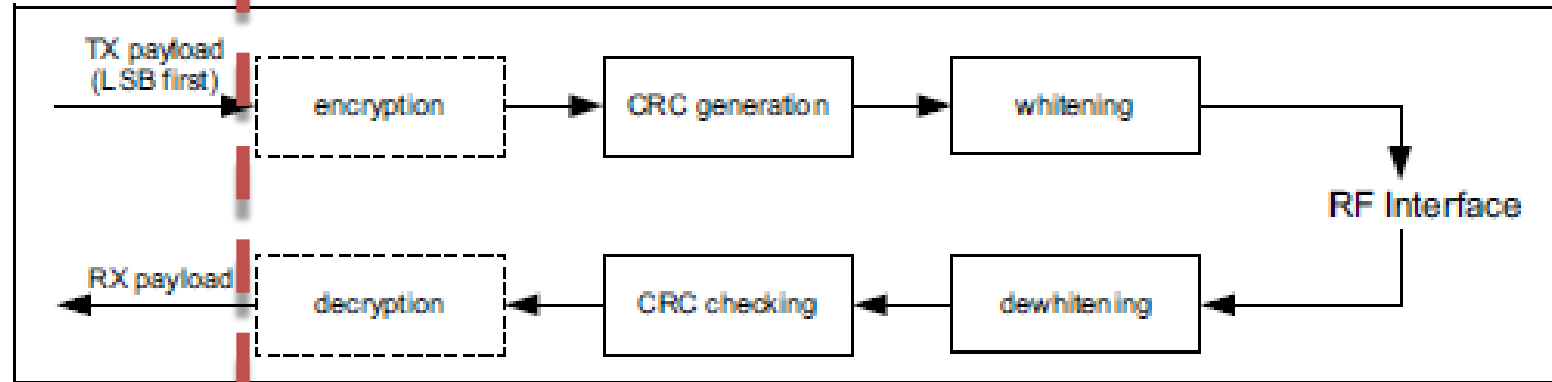 TX payload
(LSB first)
encryption
CRC generation
whitening
RF Interface
RX payload
decryption
CRC checking
dewhitening